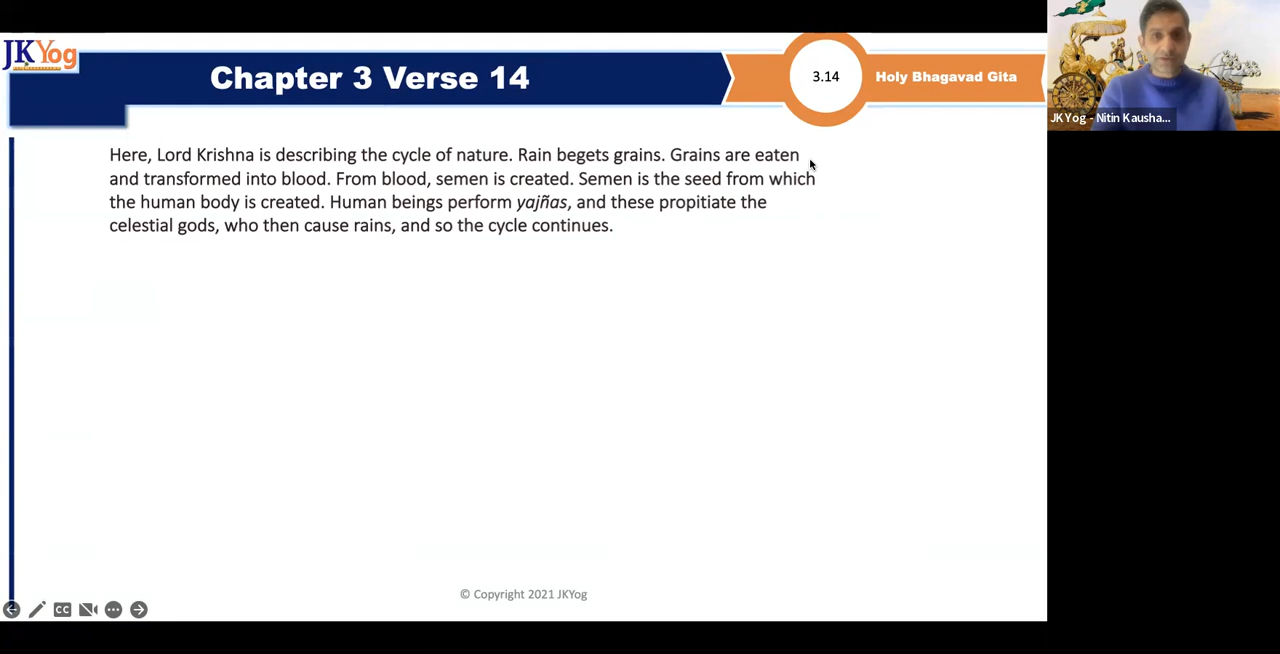 JKYog
Chapter 3 Verse 14
3.14
Holy Bhagavad Gita
JKYog - Nitin Kausha...
Here, Lord Krishna is describing the cycle of nature. Rain begets grains. Grains are eaten
and transformed into blood. From blood, semen is created. Semen is the seed from which
the human body is created. Human beings perform yajñas, and these propitiate the
celestial gods, who then cause rains, and so the cycle continues.
© Copyright 2021 JKYog
CC